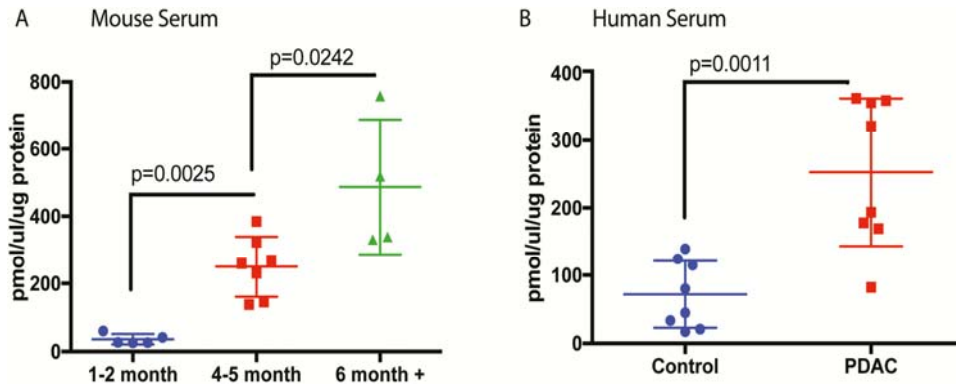 A Mouse Serum
p=0.0242
p=0.0025
pmol/ul/ug protein
800
600
400
200
0
1-2 month 4-5 month 6 month +
B Human Serum
p=0.0011
pmol/ul/ug protein
400
300
200
100
0
Control PDAC